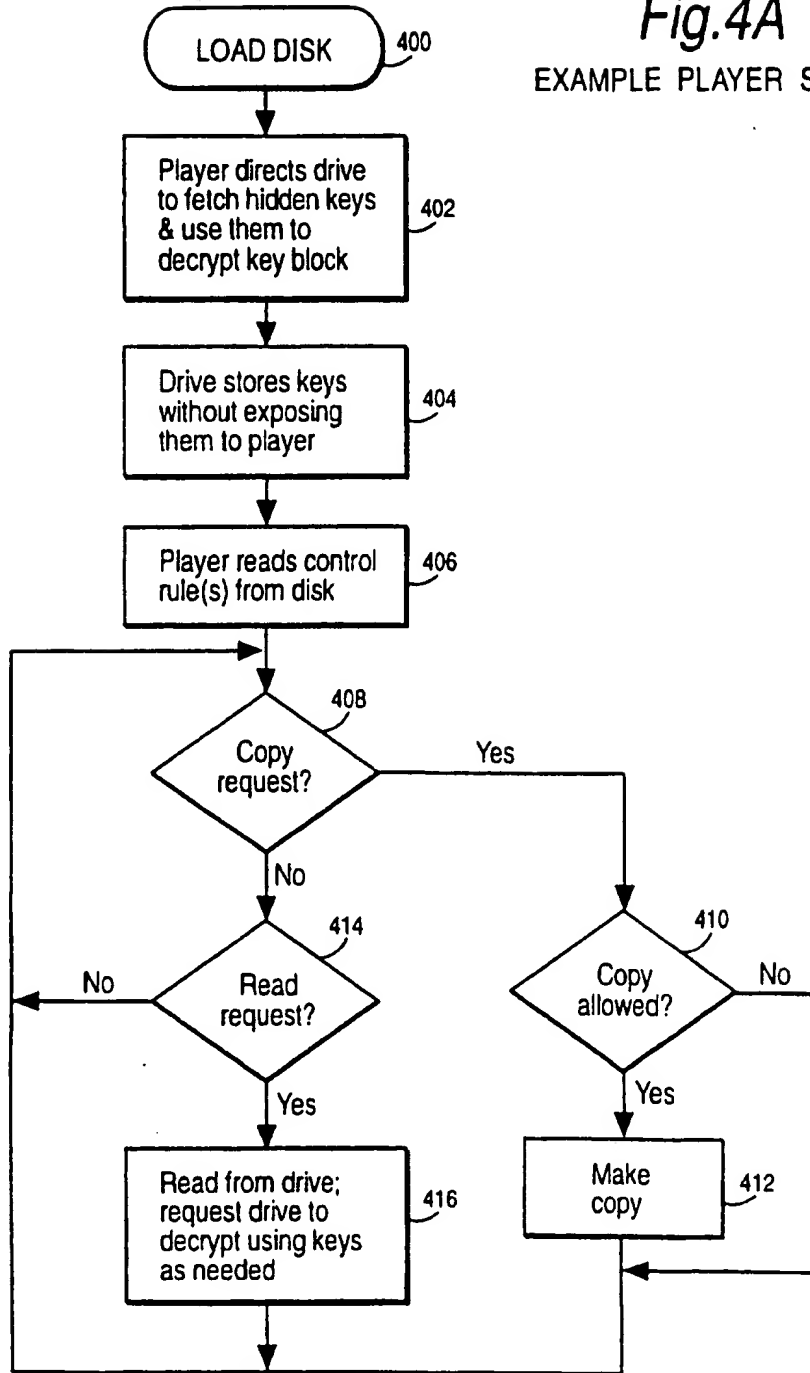 Fig.4A
EXAMPLE PLAYER S
LOAD DISK
400
Player directs drive
to fetch hidden keys
& use them to
decrypt key block
402
Drive stores keys
without exposing
them to player
404
Player reads control
rule(s) from disk
406
408
Copy
request?
Yes
No
414
Read
request?
No
Yes
410
Copy
allowed?
No
Yes
Read from drive;
request drive to
decrypt using keys
as needed
416
Make
copy
412